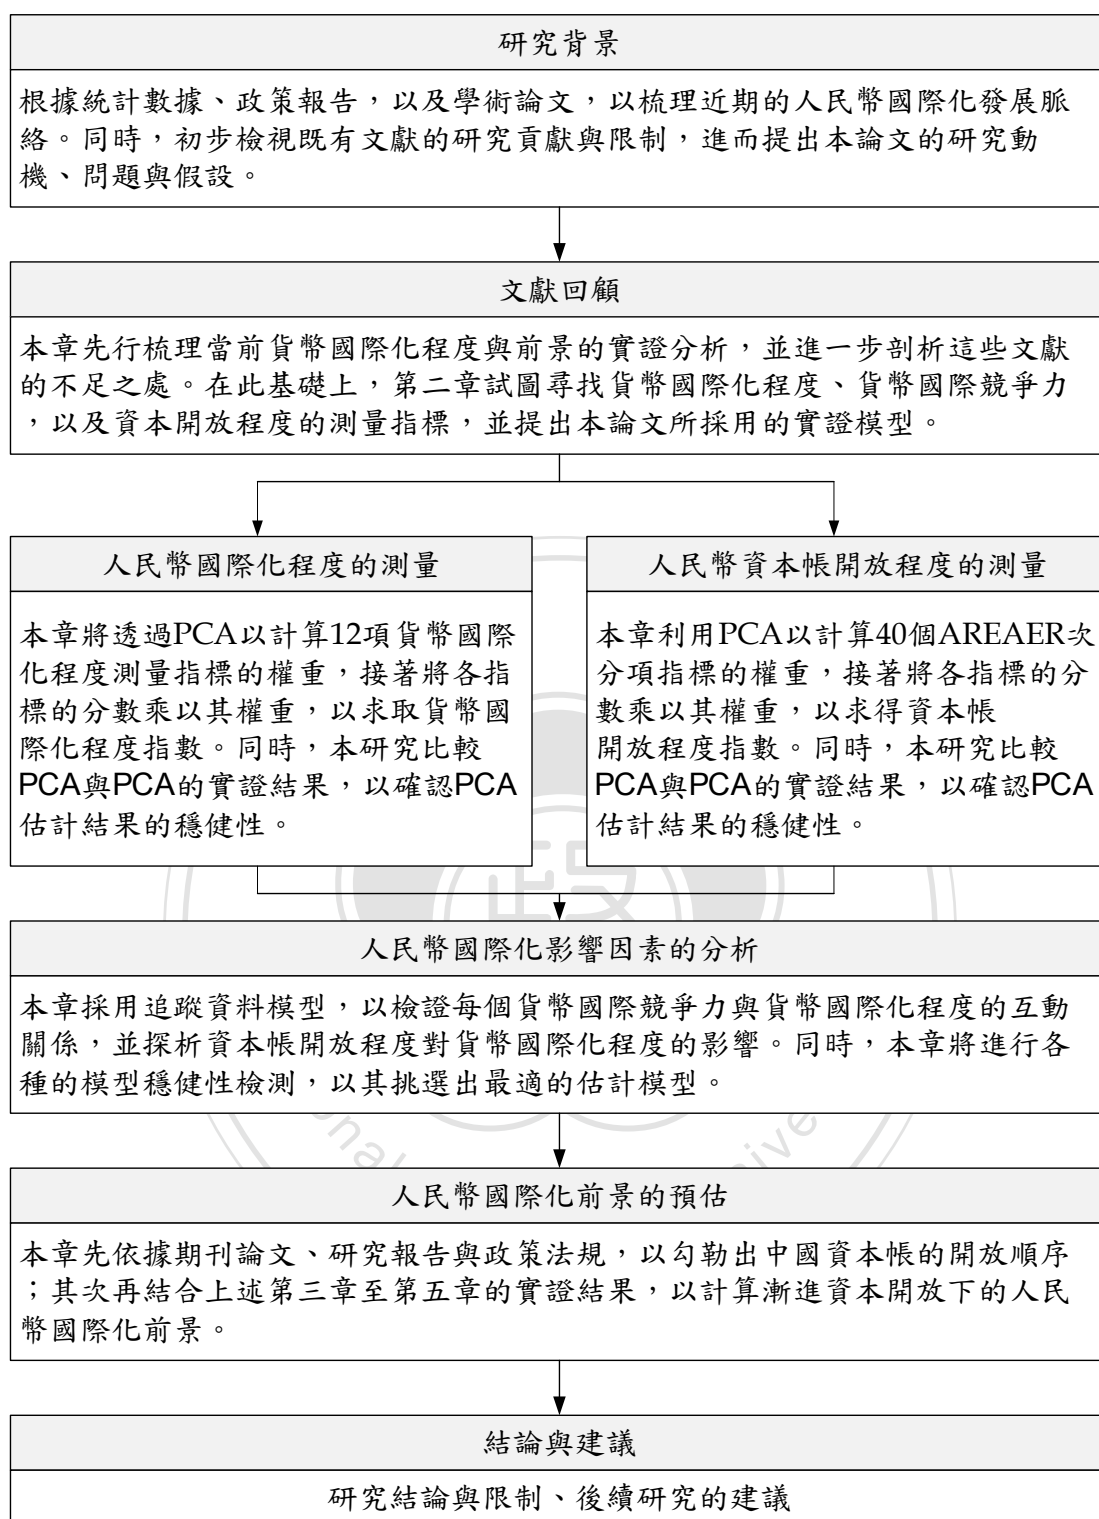 研究背景
根據統計數據、政策報告，以及學術論文，以梳理近期的人民幣國際化發展脈
絡。同時，初步檢視既有文獻的研究貢獻與限制，進而提出本論文的研究動
機、問題與假設。
文獻回顧
本章先行梳理當前貨幣國際化程度與前景的實證分析，並進一步剖析這些文獻
的不足之處。在此基礎上，第二章試圖尋找貨幣國際化程度、貨幣國際競爭力
，以及資本開放程度的測量指標，並提出本論文所採用的實證模型。
人民幣國際化程度的測量
本章將透過PCA以計算12項貨幣國際
化程度測量指標的權重，接著將各指
標的分數乘以其權重，以求取貨幣國
際化程度指數。同時，本研究比較
PCA與PCA的實證結果，以確認PCA
估計結果的穩健性。
人民幣資本帳開放程度的測量
本章利用PCA以計算40個AREAER次
分項指標的權重，接著將各指標的分
數乘以其權重，以求得資本帳
開放程度指數。同時，本研究比較
PCA與PCA的實證結果，以確認PCA
估計結果的穩健性。
政
人民幣國際化影響因素的分析
本章採用追蹤資料模型，以檢證每個貨幣國際競爭力與貨幣國際化程度的互動
關係，並探析資本帳開放程度對貨幣國際化程度的影響。同時，本章將進行各
種的模型穩健性檢測，以其挑選出最適的估計模型。
人民幣國際化前景的預估
本章先依據期刊論文、研究報告與政策法規，以勾勒出中國資本帳的開放順序
；其次再結合上述第三章至第五章的實證結果，以計算漸進資本開放下的人民
幣國際化前景。
結論與建議
研究結論與限制、後續研究的建議